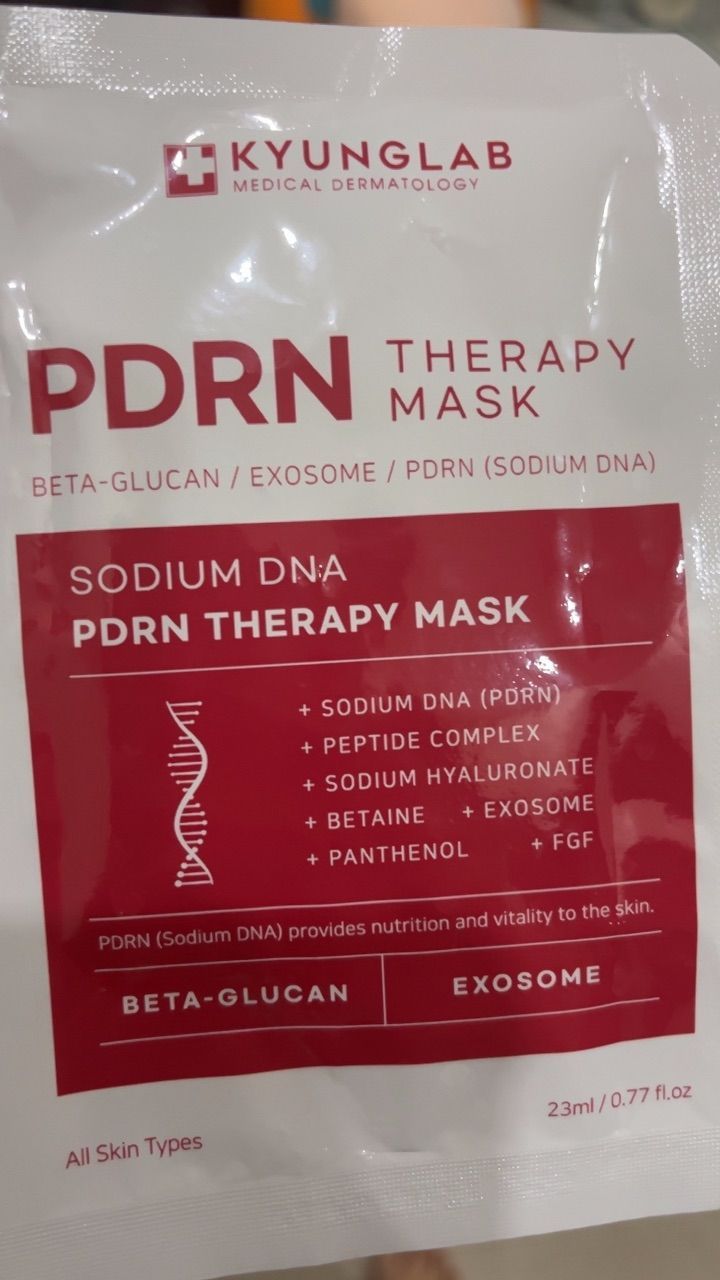 KYUNGLAB
MEDICAL DERMATOLOGY
PDRN THERAPY
MASK
BETA-GLUCAN / EXOSOME / PDRN (SODIUM DNA)
SODIUM DNA
PDRN THERAPY MASK
+ SODIUM DNA (PDRN)
+ PEPTIDE COMPLEX
+ SODIUM HYALURONATE
+ BETAINE + EXOSOME
+ PANTHENOL + FGF
PDRN (Sodium DNA) provides nutrition and vitality to the skin.
BETA-GLUCAN EXOSOME
23ml / 0.77 fl.oz
All Skin Types